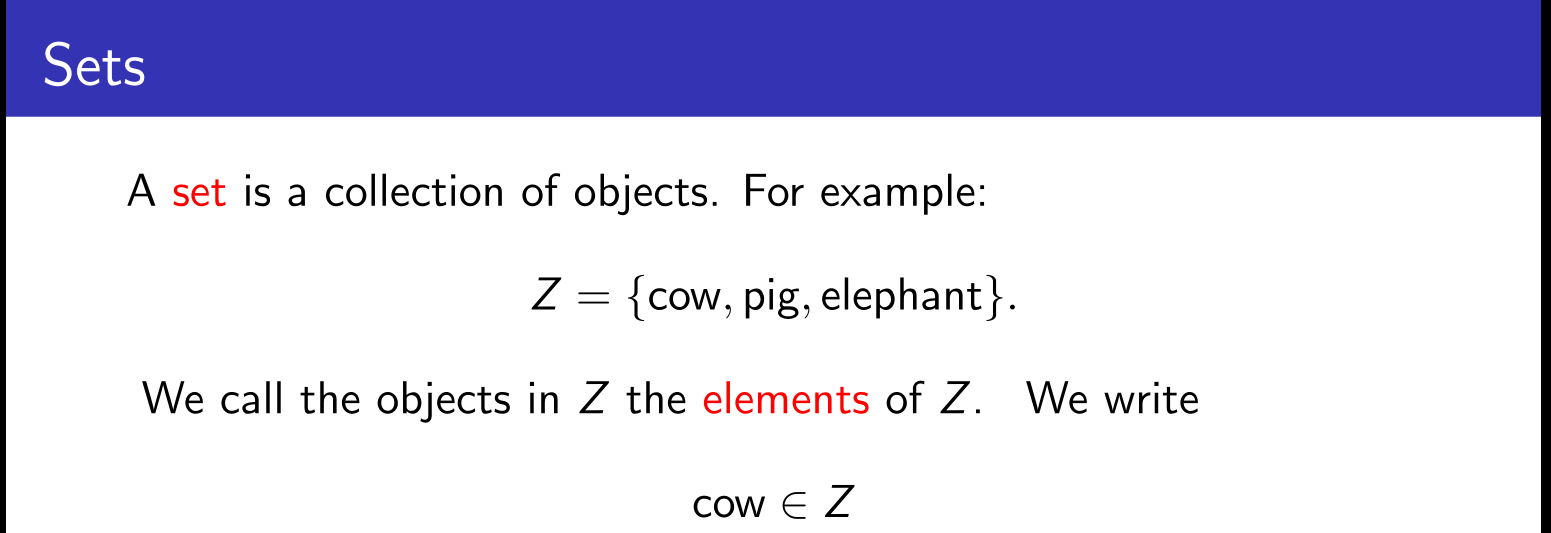 Sets
A set is a collection of objects. For example:
Z = {cow, pig, elephant}.
We call the objects in Z the elements of Z. We write
cow ∈ Z